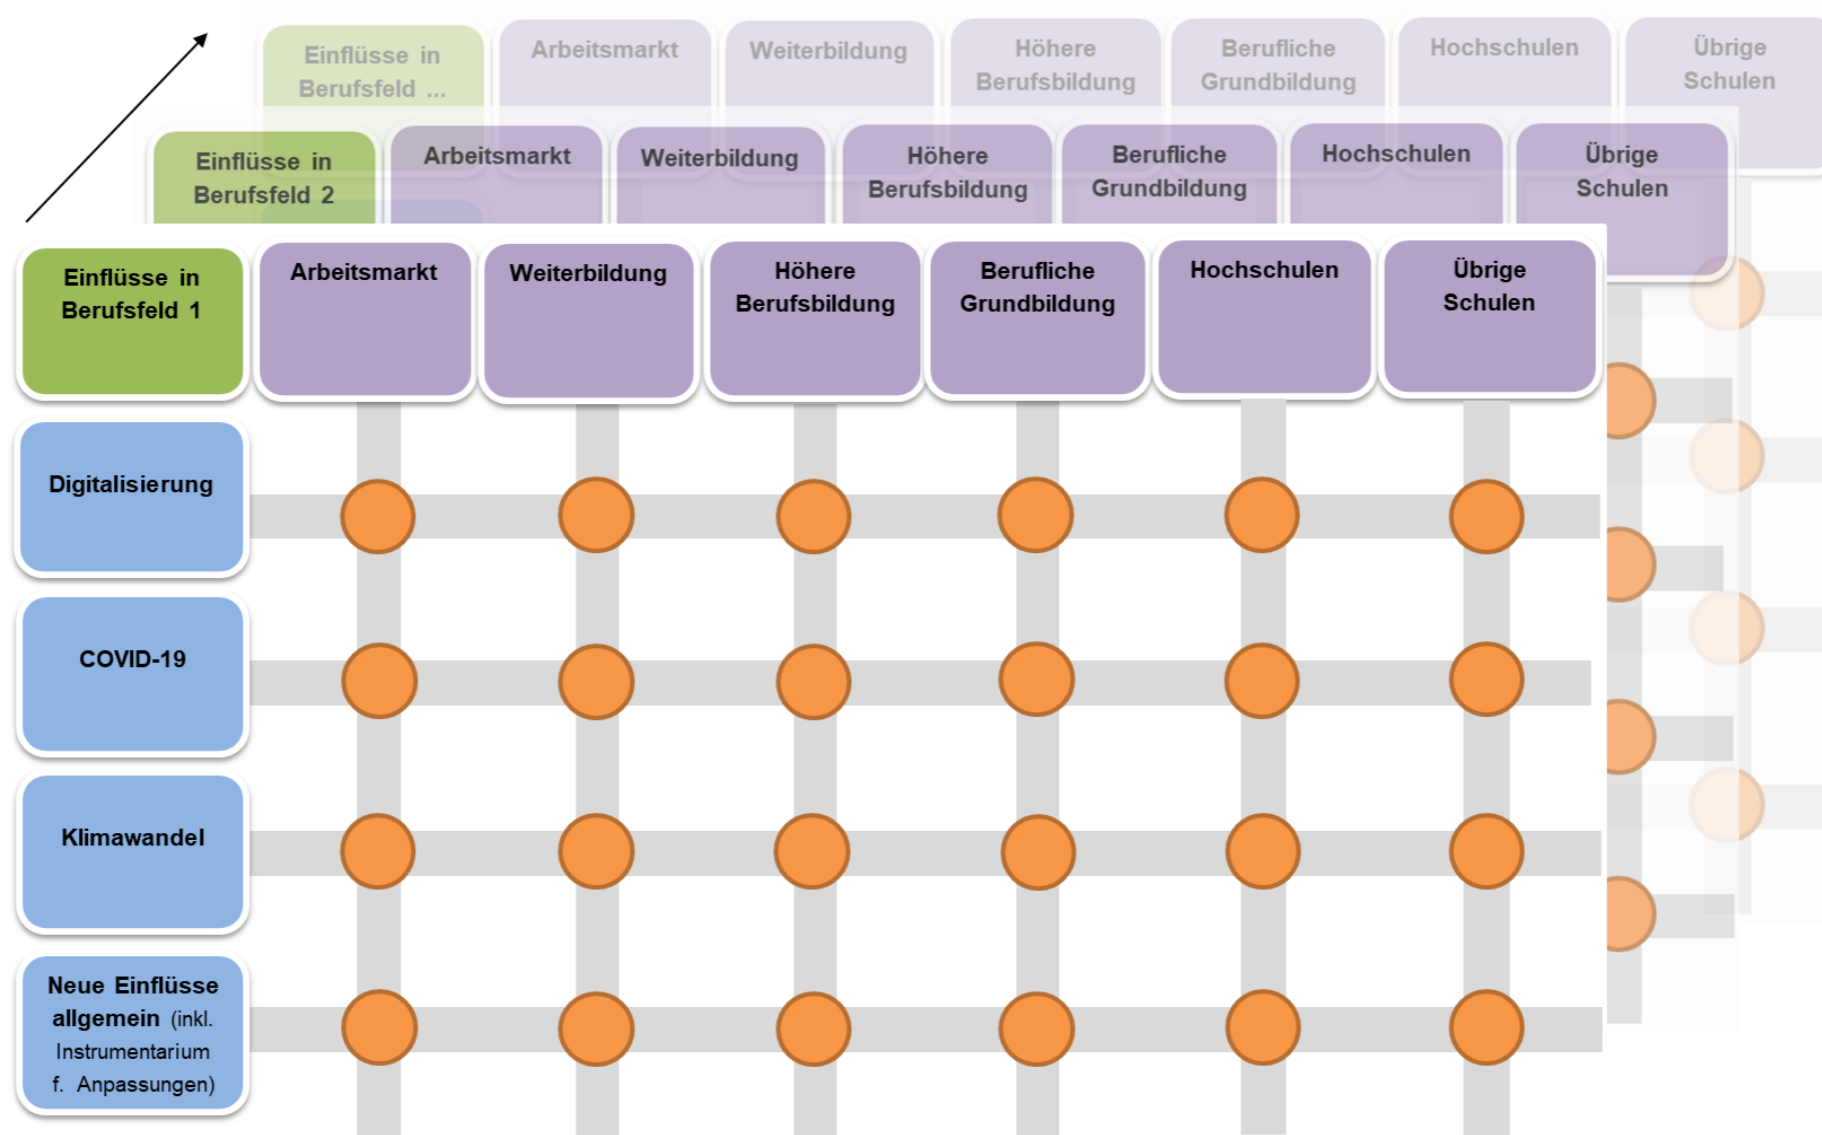 Einflüsse in
Berufsfeld ...
Arbeitsmarkt
Weiterbildung
Höhere
Berufsbildung
Berufliche
Grundbildung
Hochschulen
Übrige
Schulen
Einflüsse in
Berufsfeld 2
Arbeitsmarkt
Weiterbildung
Höhere
Berufsbildung
Berufliche
Grundbildung
Hochschulen
Übrige
Schulen
Einflüsse in
Berufsfeld 1
Arbeitsmarkt
Weiterbildung
Höhere
Berufsbildung
Berufliche
Grundbildung
Hochschulen
Übrige
Schulen
Digitalisierung
COVID-19
Klimawandel
Neue Einflüsse
allgemein (inkl.
Instrumentarium
f. Anpassungen)